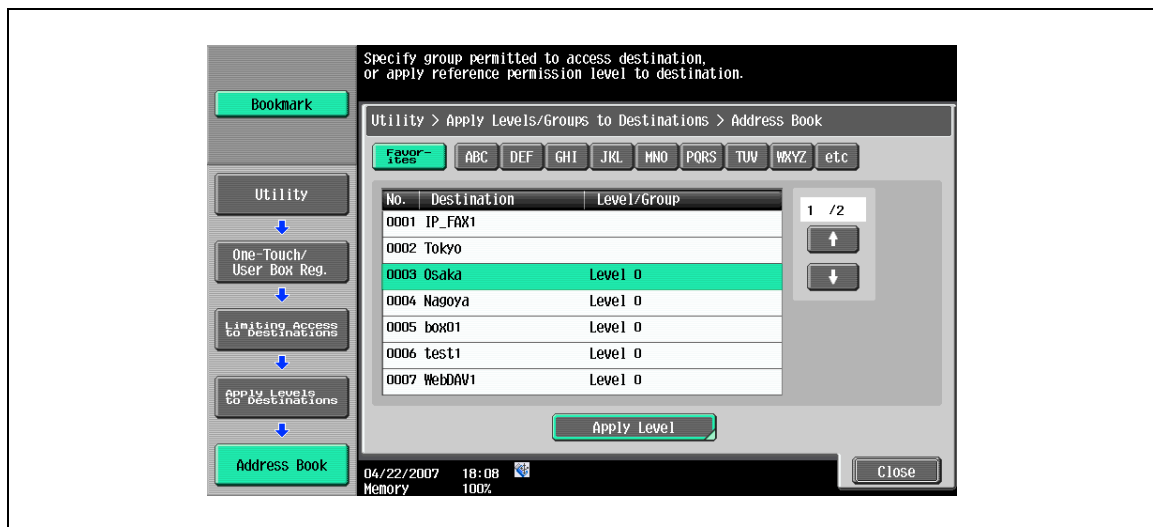 Specify group permitted to access destination,
or apply reference permission level to destination.
Bookmark
Utility > Apply Levels/Groups to Destinations > Address Book
Favor-
ites
ABC DEF GHI JKL MNO PQRS TUV WXYZ etc
Utility
One-Touch/
User Box Reg.
Limiting Access
to Destinations
Apply Levels
to Destinations
Address Book
No. Destination Level/Group
0001 IP_FAX1
0002 Tokyo
0003 Osaka Level 0
0004 Nagoya Level 0
0005 box01 Level 0
0006 test1 Level 0
0007 WebDAV1 Level 0
1 /2
Apply Level
04/22/2007 18:08
Memory 100%
Close